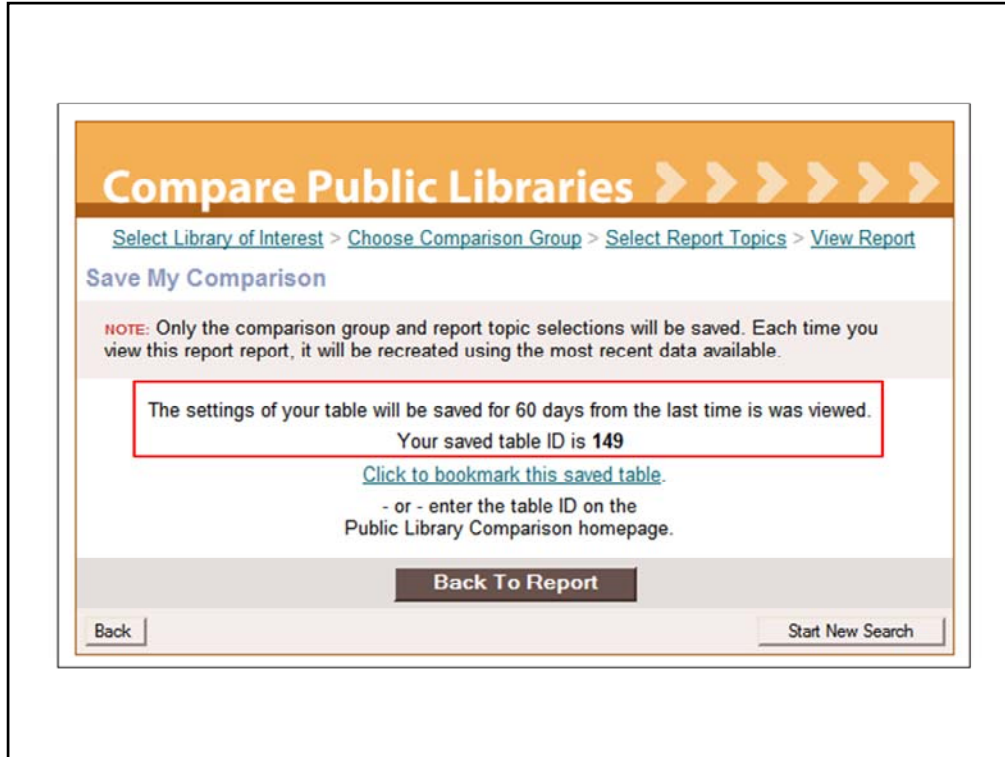 Compare Public Libraries
Select Library of Interest > Choose Comparison Group > Select Report Topics > View Report
Save My Comparison
NOTE: Only the comparison group and report topic selections will be saved. Each time you
view this report report, it will be recreated using the most recent data available.
The settings of your table will be saved for 60 days from the last time is was viewed.
Your saved table ID is 149
Click to bookmark this saved table.
- or - enter the table ID on the
Public Library Comparison homepage.
Back To Report
Back
Start New Search